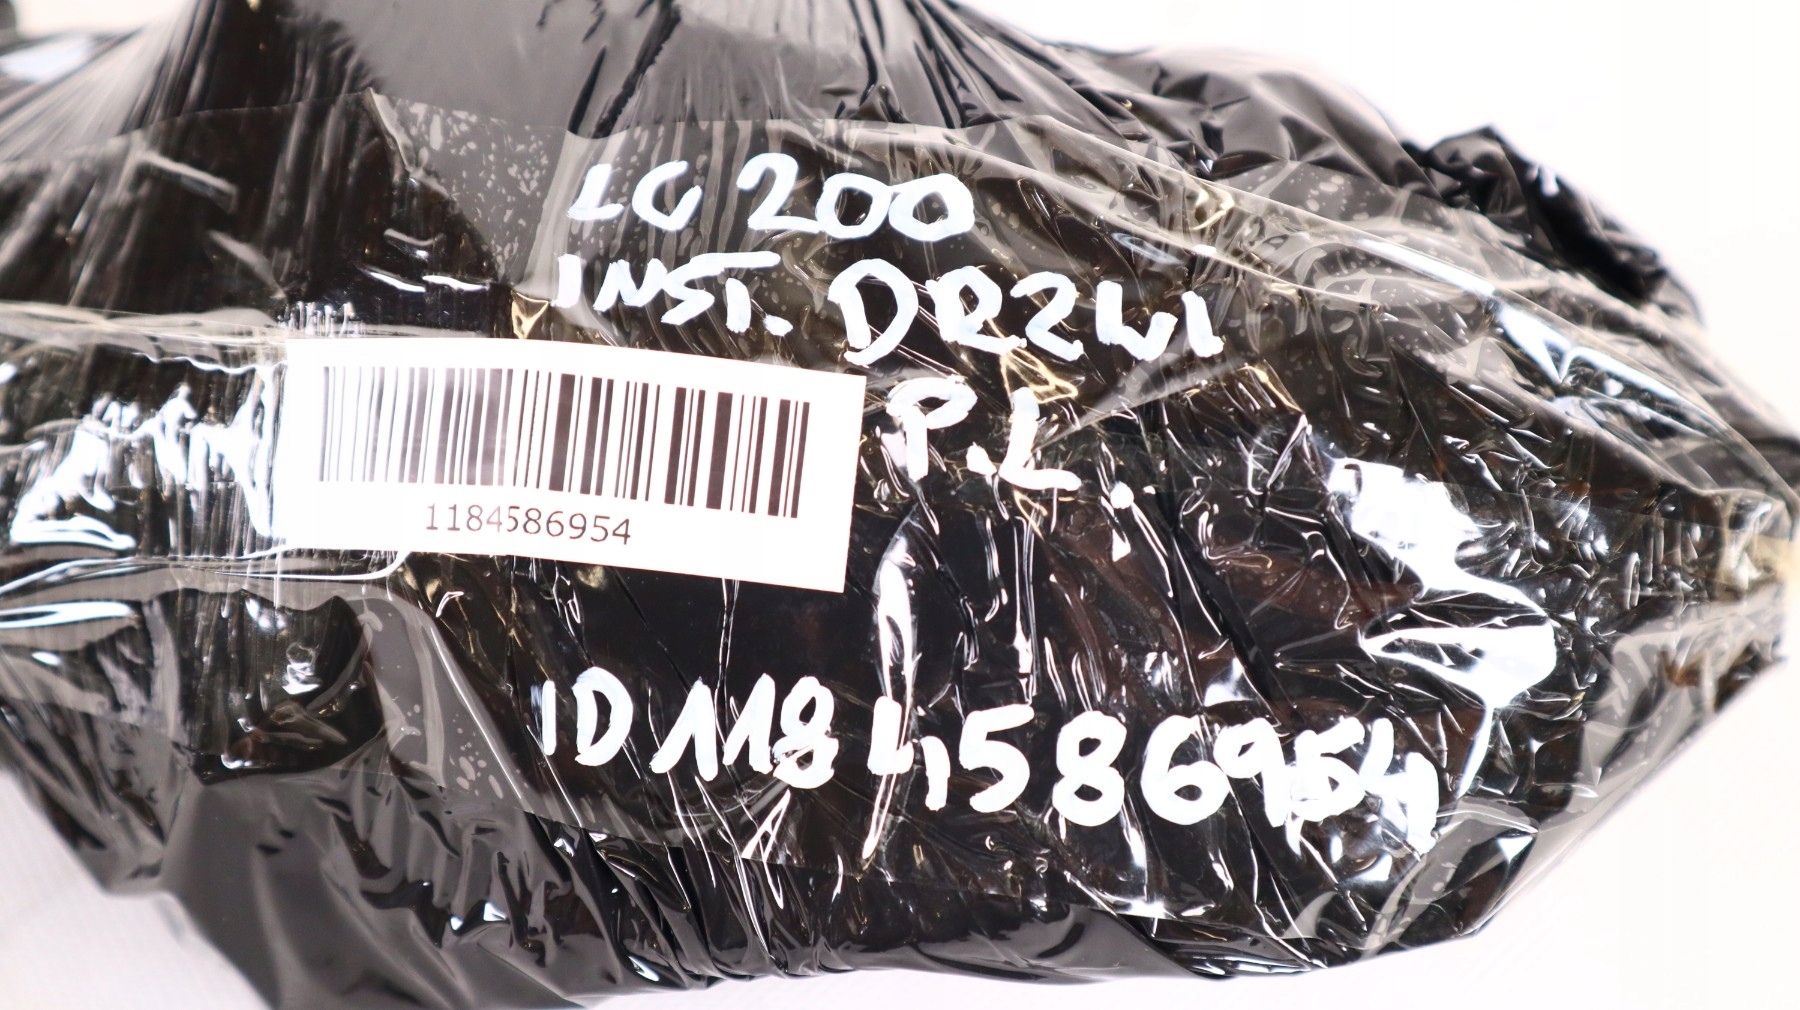 LC 200
INST. DRZWI
P.L.
1184586954
ID 1184586954